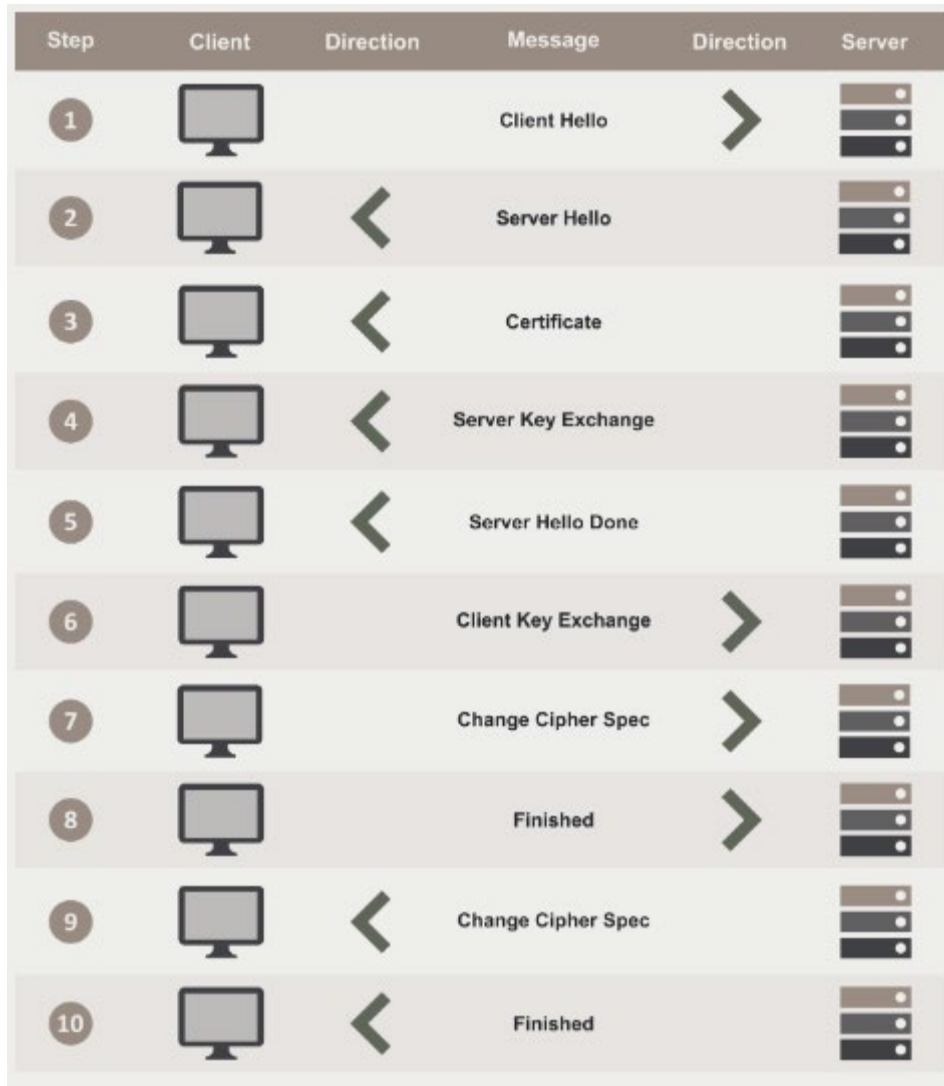 Step Client Direction Message Direction Server
1 Client Hello
2 Server Hello
3 Certificate
4 Server Key Exchange
5 Server Hello Done
6 Client Key Exchange
7 Change Cipher Spec
8 Finished
9 Change Cipher Spec
10 Finished